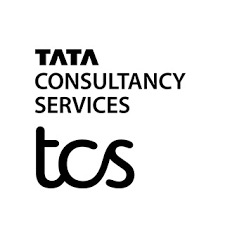 TATA
CONSULTANCY
SERVICES
tcs